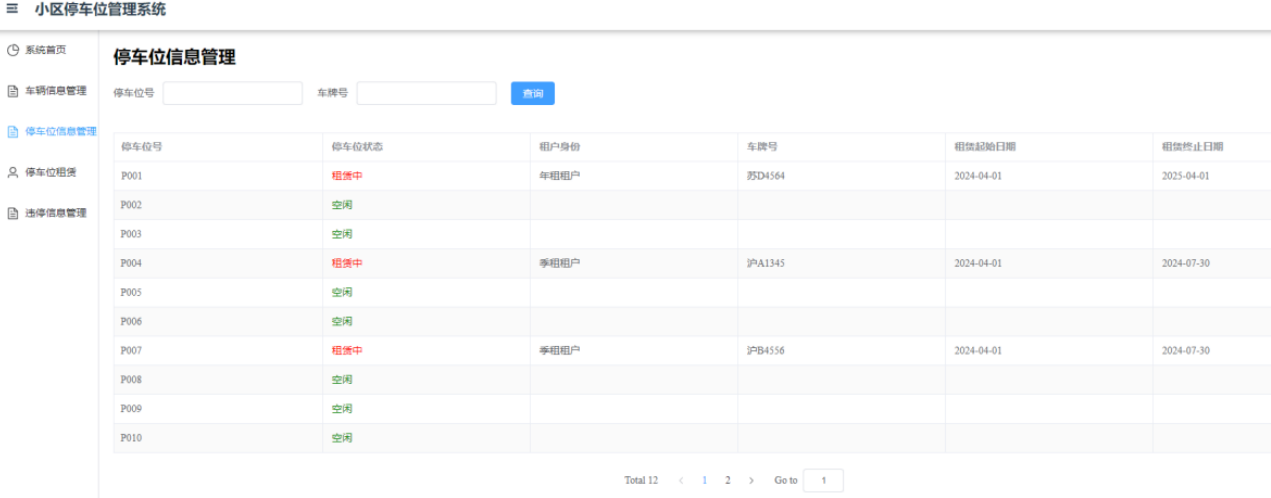 小区停车位管理系统
系统首页
车辆信息管理
停车位信息管理
停车位租赁
违停信息管理
停车位信息管理
停车位号 车牌号 查询
停车位号 停车位状态 租户身份 车牌号 租赁起始日期 租赁终止日期
P001 租赁中 年租租户 苏D4564 2024-04-01 2025-04-01
P002 空闲
P003 空闲
P004 租赁中 季租租户 沪A1345 2024-04-01 2024-07-30
P005 空闲
P006 空闲
P007 租赁中 季租租户 沪B4556 2024-04-01 2024-07-30
P008 空闲
P009 空闲
P010 空闲
Total 12 < 1 2 > Go to 1